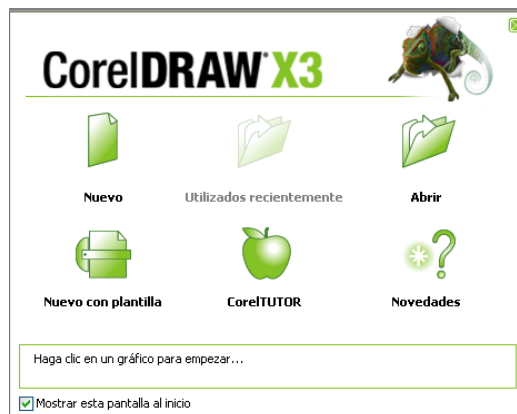 CorelDRAW X3
Nuevo
Utilizados recientemente
Abrir
Nuevo con plantilla
CorelTUTOR
Novedades
Haga clic en un gráfico para empezar...
Mostrar esta pantalla al inicio